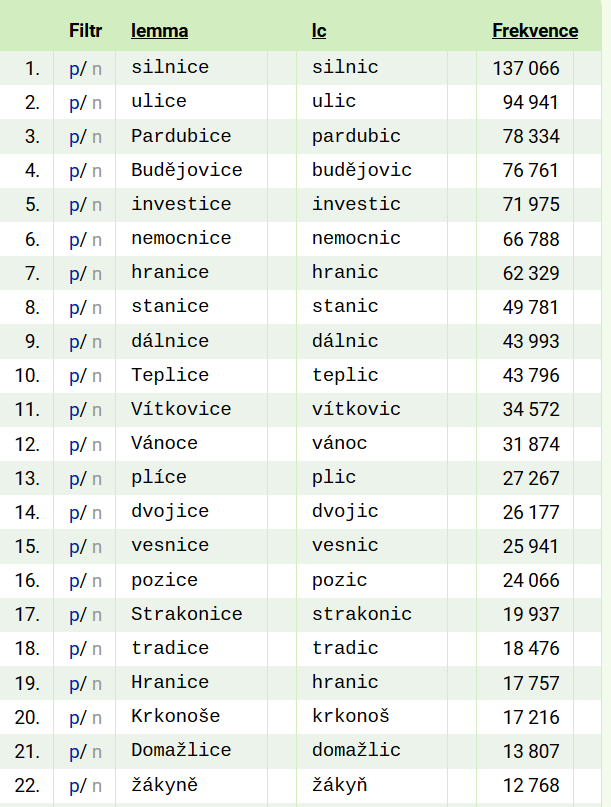 Filtr lemma lc Frekvence
1. p/ n silnice silnic 137 066
2. p/ n ulice ulic 94 941
3. p/ n Pardubice pardubic 78 334
4. p/ n Budějovice budějovic 76 761
5. p/ n investice investic 71 975
6. p/ n nemocnice nemocnic 66 788
7. p/ n hranice hranic 62 329
8. p/ n stanice stanic 49 781
9. p/ n dálnice dálnic 43 993
10. p/ n Teplice teplic 43 796
11. p/ n Vítkovice vítkovic 34 572
12. p/ n Vánoce vánoc 31 874
13. p/ n plíce plic 27 267
14. p/ n dvojice dvojic 26 177
15. p/ n vesnice vesnic 25 941
16. p/ n pozice pozic 24 066
17. p/ n Strakonice strakonic 19 937
18. p/ n tradice tradic 18 476
19. p/ n Hranice hranic 17 757
20. p/ n Krkonoše krkonoš 17 216
21. p/ n Domažlice domažlic 13 807
22. p/ n žákyně žákyň 12 768